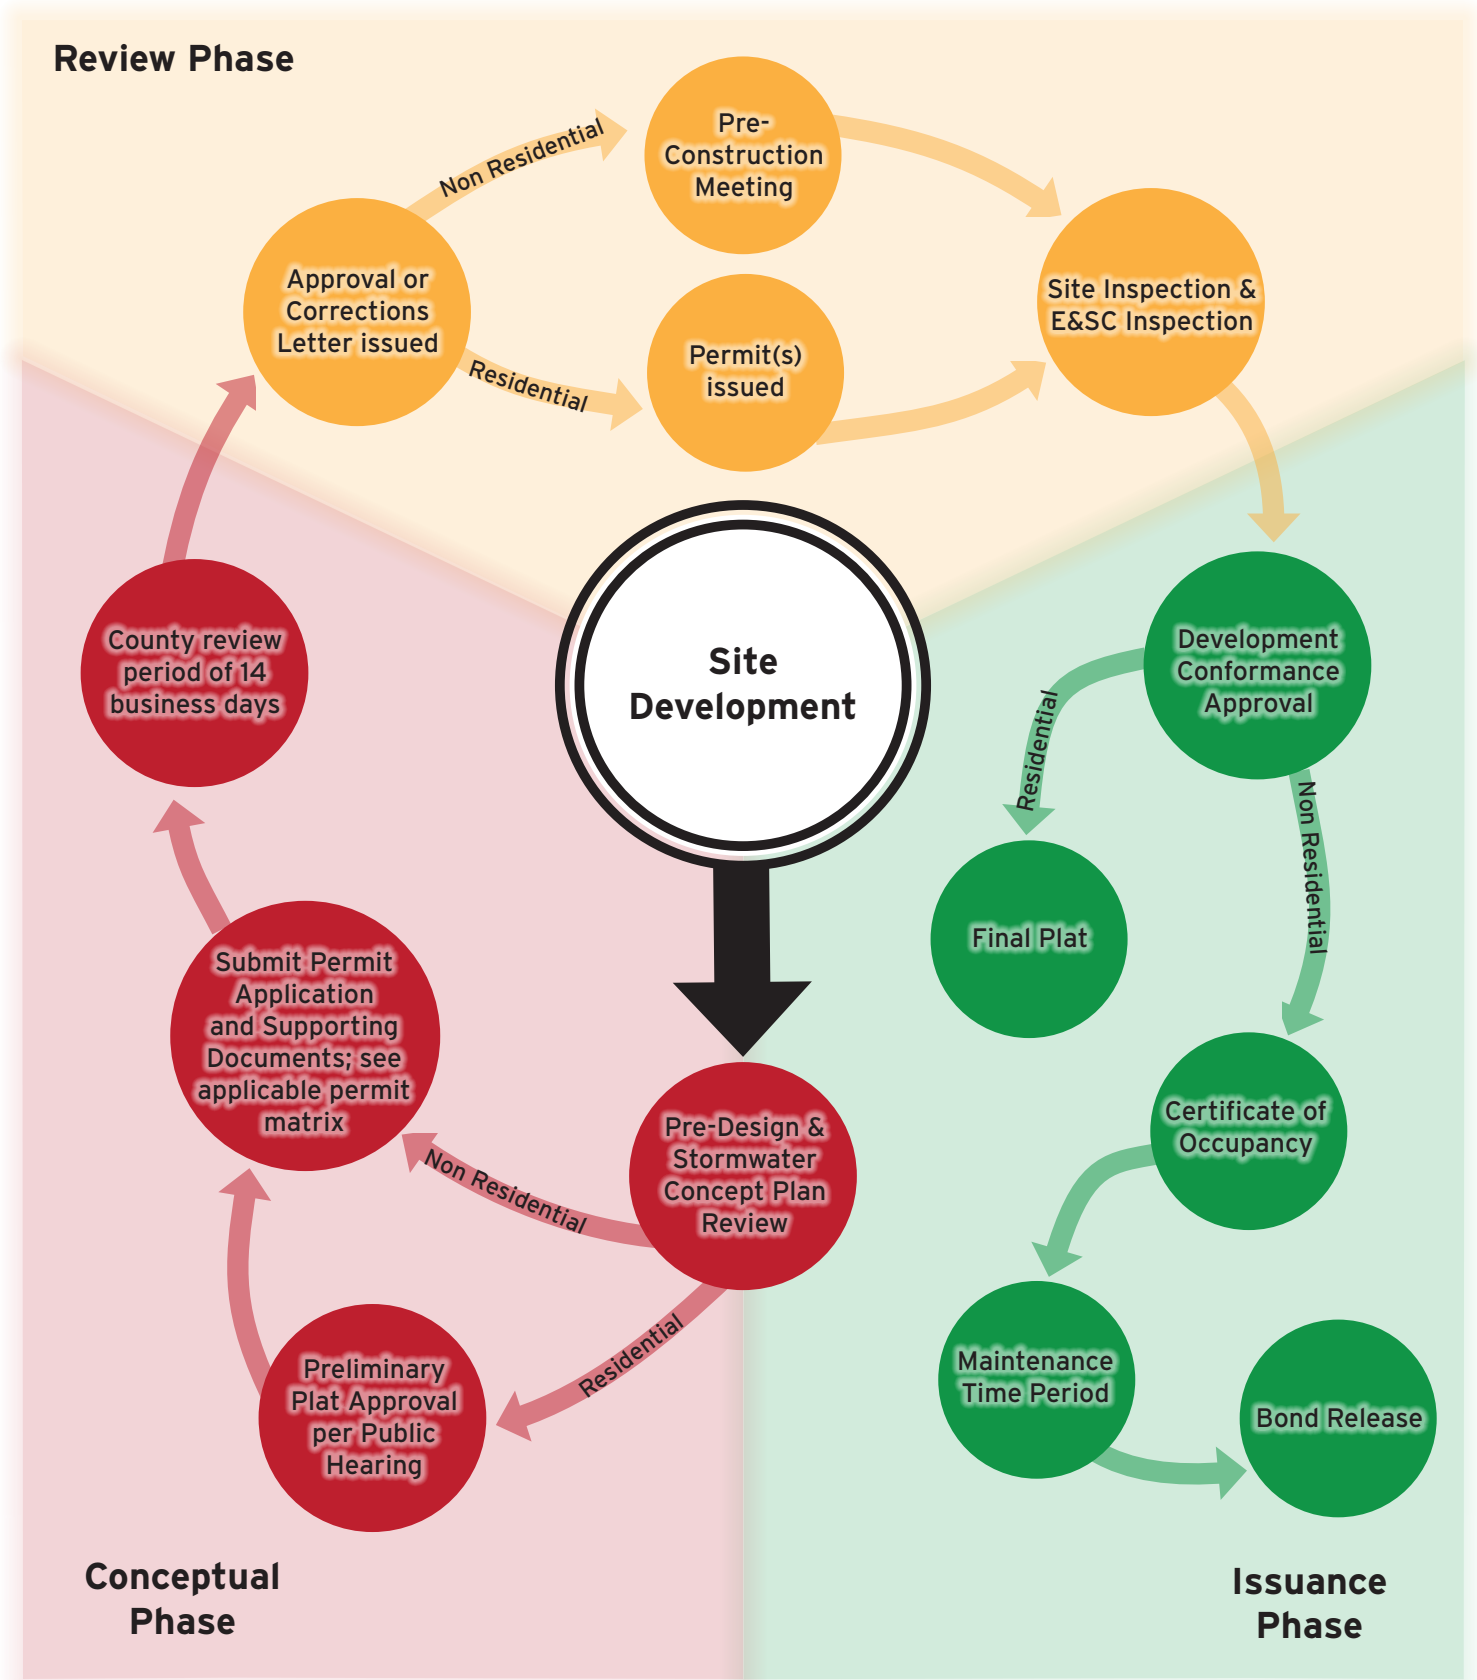 Review Phase
Non Residential
Pre-
Construction
Meeting
Approval or
Corrections
Letter issued
Site Inspection &
E&SC Inspection
Residential
Permit(s)
issued
Site
Development
County review
period of 14
business days
Development
Conformance
Approval
Residential
Non Residential
Final Plat
Submit Permit
Application
and Supporting
Documents; see
applicable permit
matrix
Pre-Design &
Stormwater
Concept Plan
Review
Non Residential
Certificate of
Occupancy
Residential
Preliminary
Plat Approval
per Public
Hearing
Maintenance
Time Period
Bond Release
Conceptual
Phase
Issuance
Phase